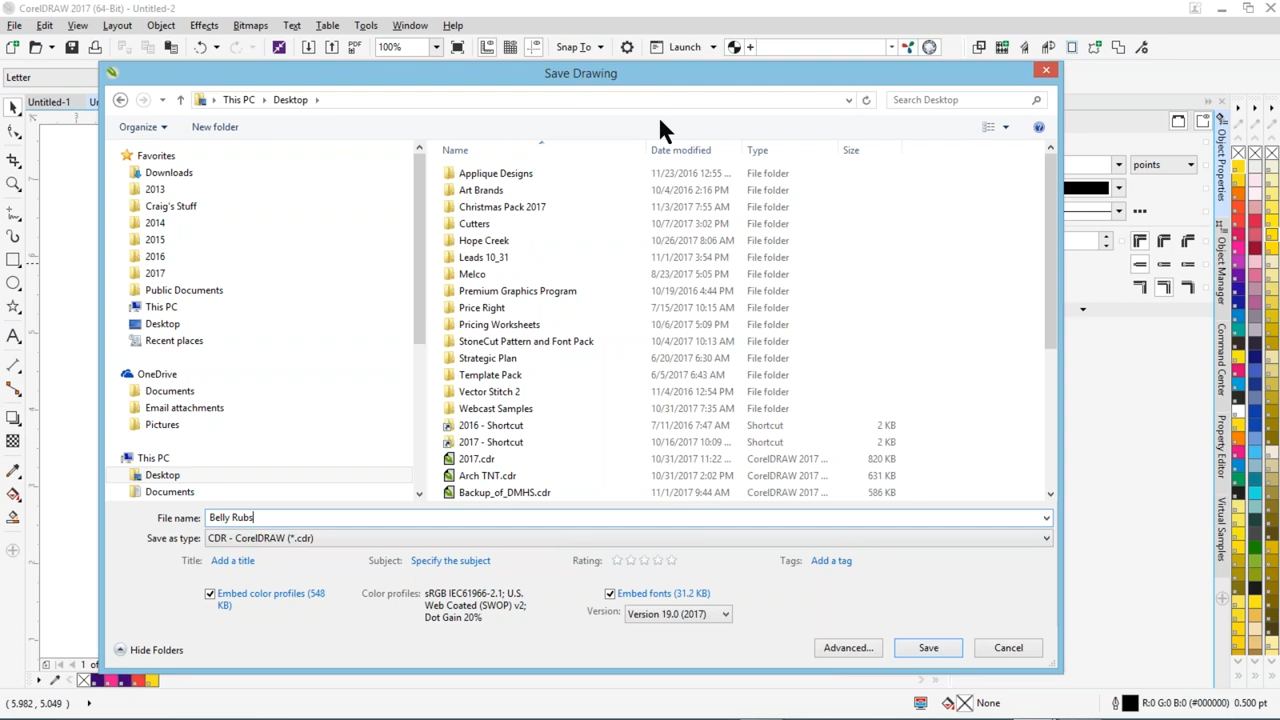 CorelDRAW 2017 (64-Bit) - Untitled-2
File Edit View Layout Object Effects Bitmaps Text Table Tools Window Help
PDF 100% Snap To Launch
Letter
Save Drawing
Untitled-1
This PC Desktop
Search Desktop
Organize New folder
Name Date modified Type Size
Favorites
Downloads
2013
Craig's Stuff
2014
2015
2016
2017
Public Documents
This PC
Desktop
Recent places
OneDrive
Documents
Email attachments
Pictures
This PC
Desktop
Documents
Applique Designs 11/23/2016 12:55 ... File folder
Art Brands 10/4/2016 2:16 PM File folder
Christmas Pack 2017 11/3/2017 7:55 AM File folder
Cutters 10/7/2017 3:02 PM File folder
Hope Creek 10/26/2017 8:06 AM File folder
Leads 10_31 11/1/2017 3:54 PM File folder
Melco 8/23/2017 5:05 PM File folder
Premium Graphics Program 10/19/2016 4:44 PM File folder
Price Right 7/15/2017 10:15 AM File folder
Pricing Worksheets 10/6/2017 5:09 PM File folder
StoneCut Pattern and Font Pack 10/4/2017 10:13 AM File folder
Strategic Plan 6/20/2017 6:30 AM File folder
Template Pack 6/5/2017 6:43 AM File folder
Vector Stitch 2 11/4/2016 12:54 PM File folder
Webcast Samples 10/31/2017 7:35 AM File folder
2016 - Shortcut 7/11/2016 7:47 AM Shortcut 2 KB
2017 - Shortcut 10/16/2017 10:09 ... Shortcut 2 KB
2017.cdr 10/31/2017 11:22 ... CorelDRAW 2017 ... 820 KB
Arch TNT.cdr 10/31/2017 2:02 PM CorelDRAW 2017 ... 631 KB
Backup_of_DMHS.cdr 11/1/2017 9:44 AM CorelDRAW 2017 ... 586 KB
File name: Belly Rubs
Save as type: CDR - CorelDRAW (*.cdr)
Title: Add a title Subject: Specify the subject Rating: Tags: Add a tag
Embed color profiles (548 KB)
Color profiles: sRGB IEC61966-2.1; U.S.
Web Coated (SWOP) v2;
Dot Gain 20%
Embed fonts (31.2 KB)
Version: Version 19.0 (2017)
Hide Folders Advanced... Save Cancel
points
Object Properties
Object Manager
Command Center
Property Editor
Virtual Samples
1 of
( 5.982 , 5.049 ) None R:0 G:0 B:0 (#000000) 0.500 pt